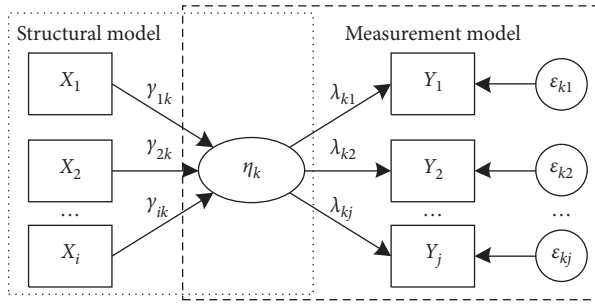 Structural model
Measurement model
X1
γ1k
λk1
Y1
εk1
X2
γ2k
ηk
λk2
Y2
εk2
...
γik
λkj
...
...
Xi
Yj
εkj